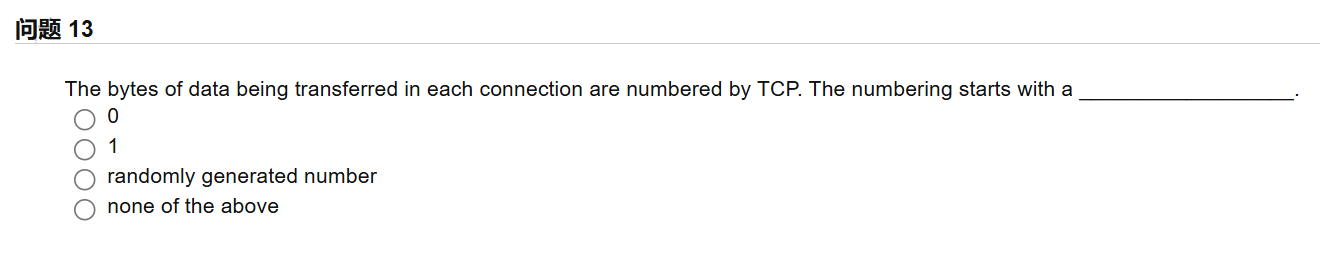 问题 13
The bytes of data being transferred in each connection are numbered by TCP. The numbering starts with a ____________________.
0
1
randomly generated number
none of the above